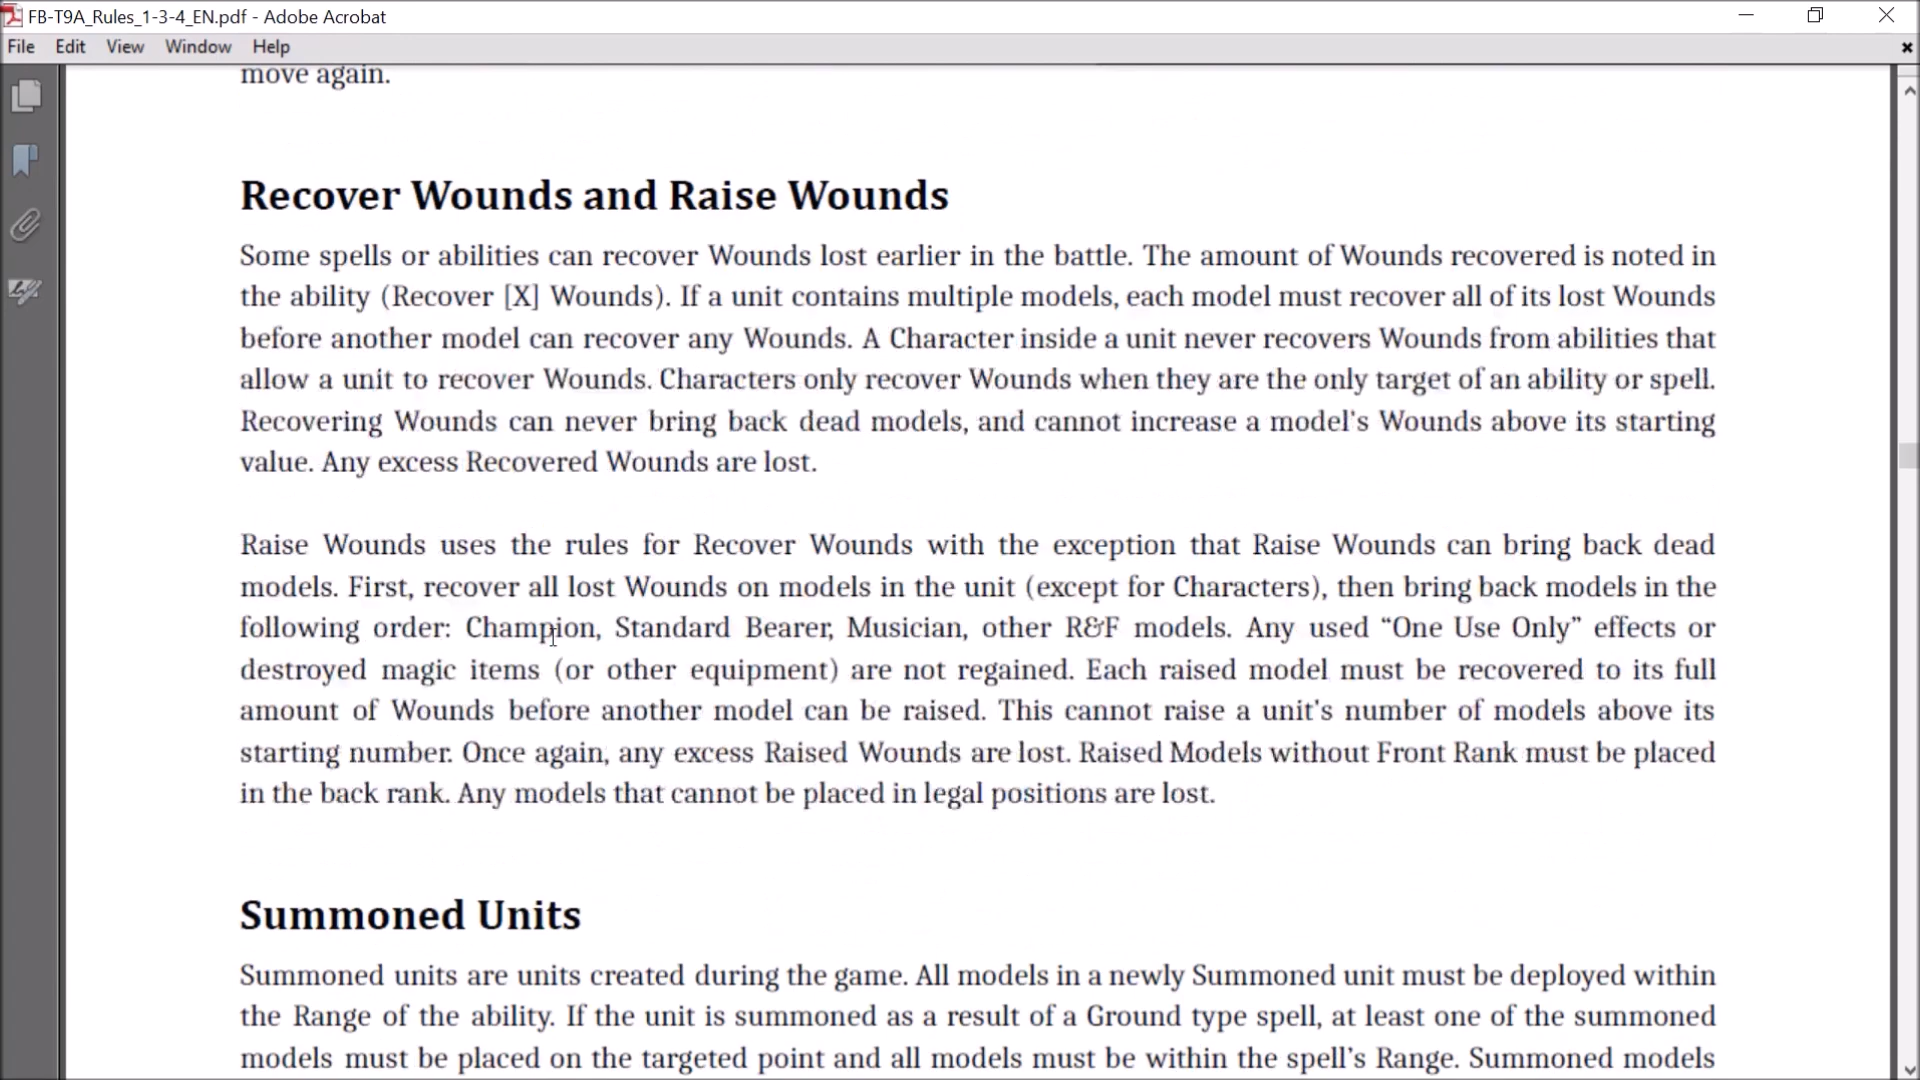 FB-T9A_Rules_1-3-4_EN.pdf - Adobe Acrobat
File Edit View Window Help
move again.
Recover Wounds and Raise Wounds
Some spells or abilities can recover Wounds lost earlier in the battle. The amount of Wounds recovered is noted in
the ability (Recover [X] Wounds). If a unit contains multiple models, each model must recover all of its lost Wounds
before another model can recover any Wounds. A Character inside a unit never recovers Wounds from abilities that
allow a unit to recover Wounds. Characters only recover Wounds when they are the only target of an ability or spell.
Recovering Wounds can never bring back dead models, and cannot increase a model's Wounds above its starting
value. Any excess Recovered Wounds are lost.
Raise Wounds uses the rules for Recover Wounds with the exception that Raise Wounds can bring back dead
models. First, recover all lost Wounds on models in the unit (except for Characters), then bring back models in the
following order: Champion, Standard Bearer, Musician, other R&F models. Any used “One Use Only” effects or
destroyed magic items (or other equipment) are not regained. Each raised model must be recovered to its full
amount of Wounds before another model can be raised. This cannot raise a unit's number of models above its
starting number. Once again, any excess Raised Wounds are lost. Raised Models without Front Rank must be placed
in the back rank. Any models that cannot be placed in legal positions are lost.
Summoned Units
Summoned units are units created during the game. All models in a newly Summoned unit must be deployed within
the Range of the ability. If the unit is summoned as a result of a Ground type spell, at least one of the summoned
models must be placed on the targeted point and all models must be within the spell’s Range. Summoned models